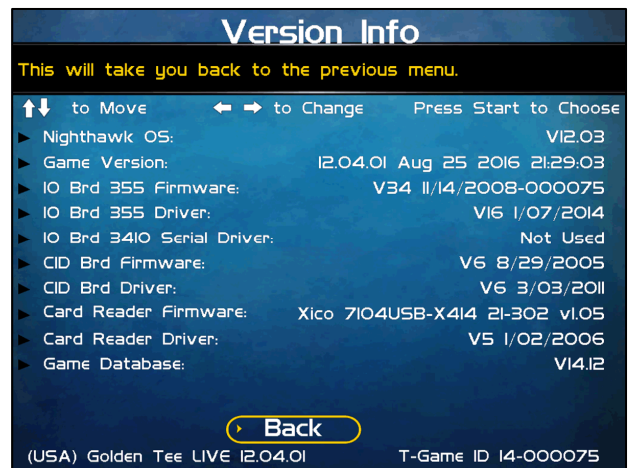 Version Info
This will take you back to the previous menu.
to Move to Change Press Start to Choose
Nighthawk OS: V12.03
Game Version: 12.04.01 Aug 25 2016 21:29:03
IO Brd 355 Firmware: V34 11/14/2008-000075
IO Brd 355 Driver: V16 1/07/2014
IO Brd 3410 Serial Driver: Not Used
CID Brd Firmware: V6 8/29/2005
CID Brd Driver: V6 3/03/2011
Card Reader Firmware: Xico 7104USB-X414 21-302 v1.05
Card Reader Driver: V5 1/02/2006
Game Database: V14.12
Back
(USA) Golden Tee LIVE 12.04.01 T-Game ID 14-000075